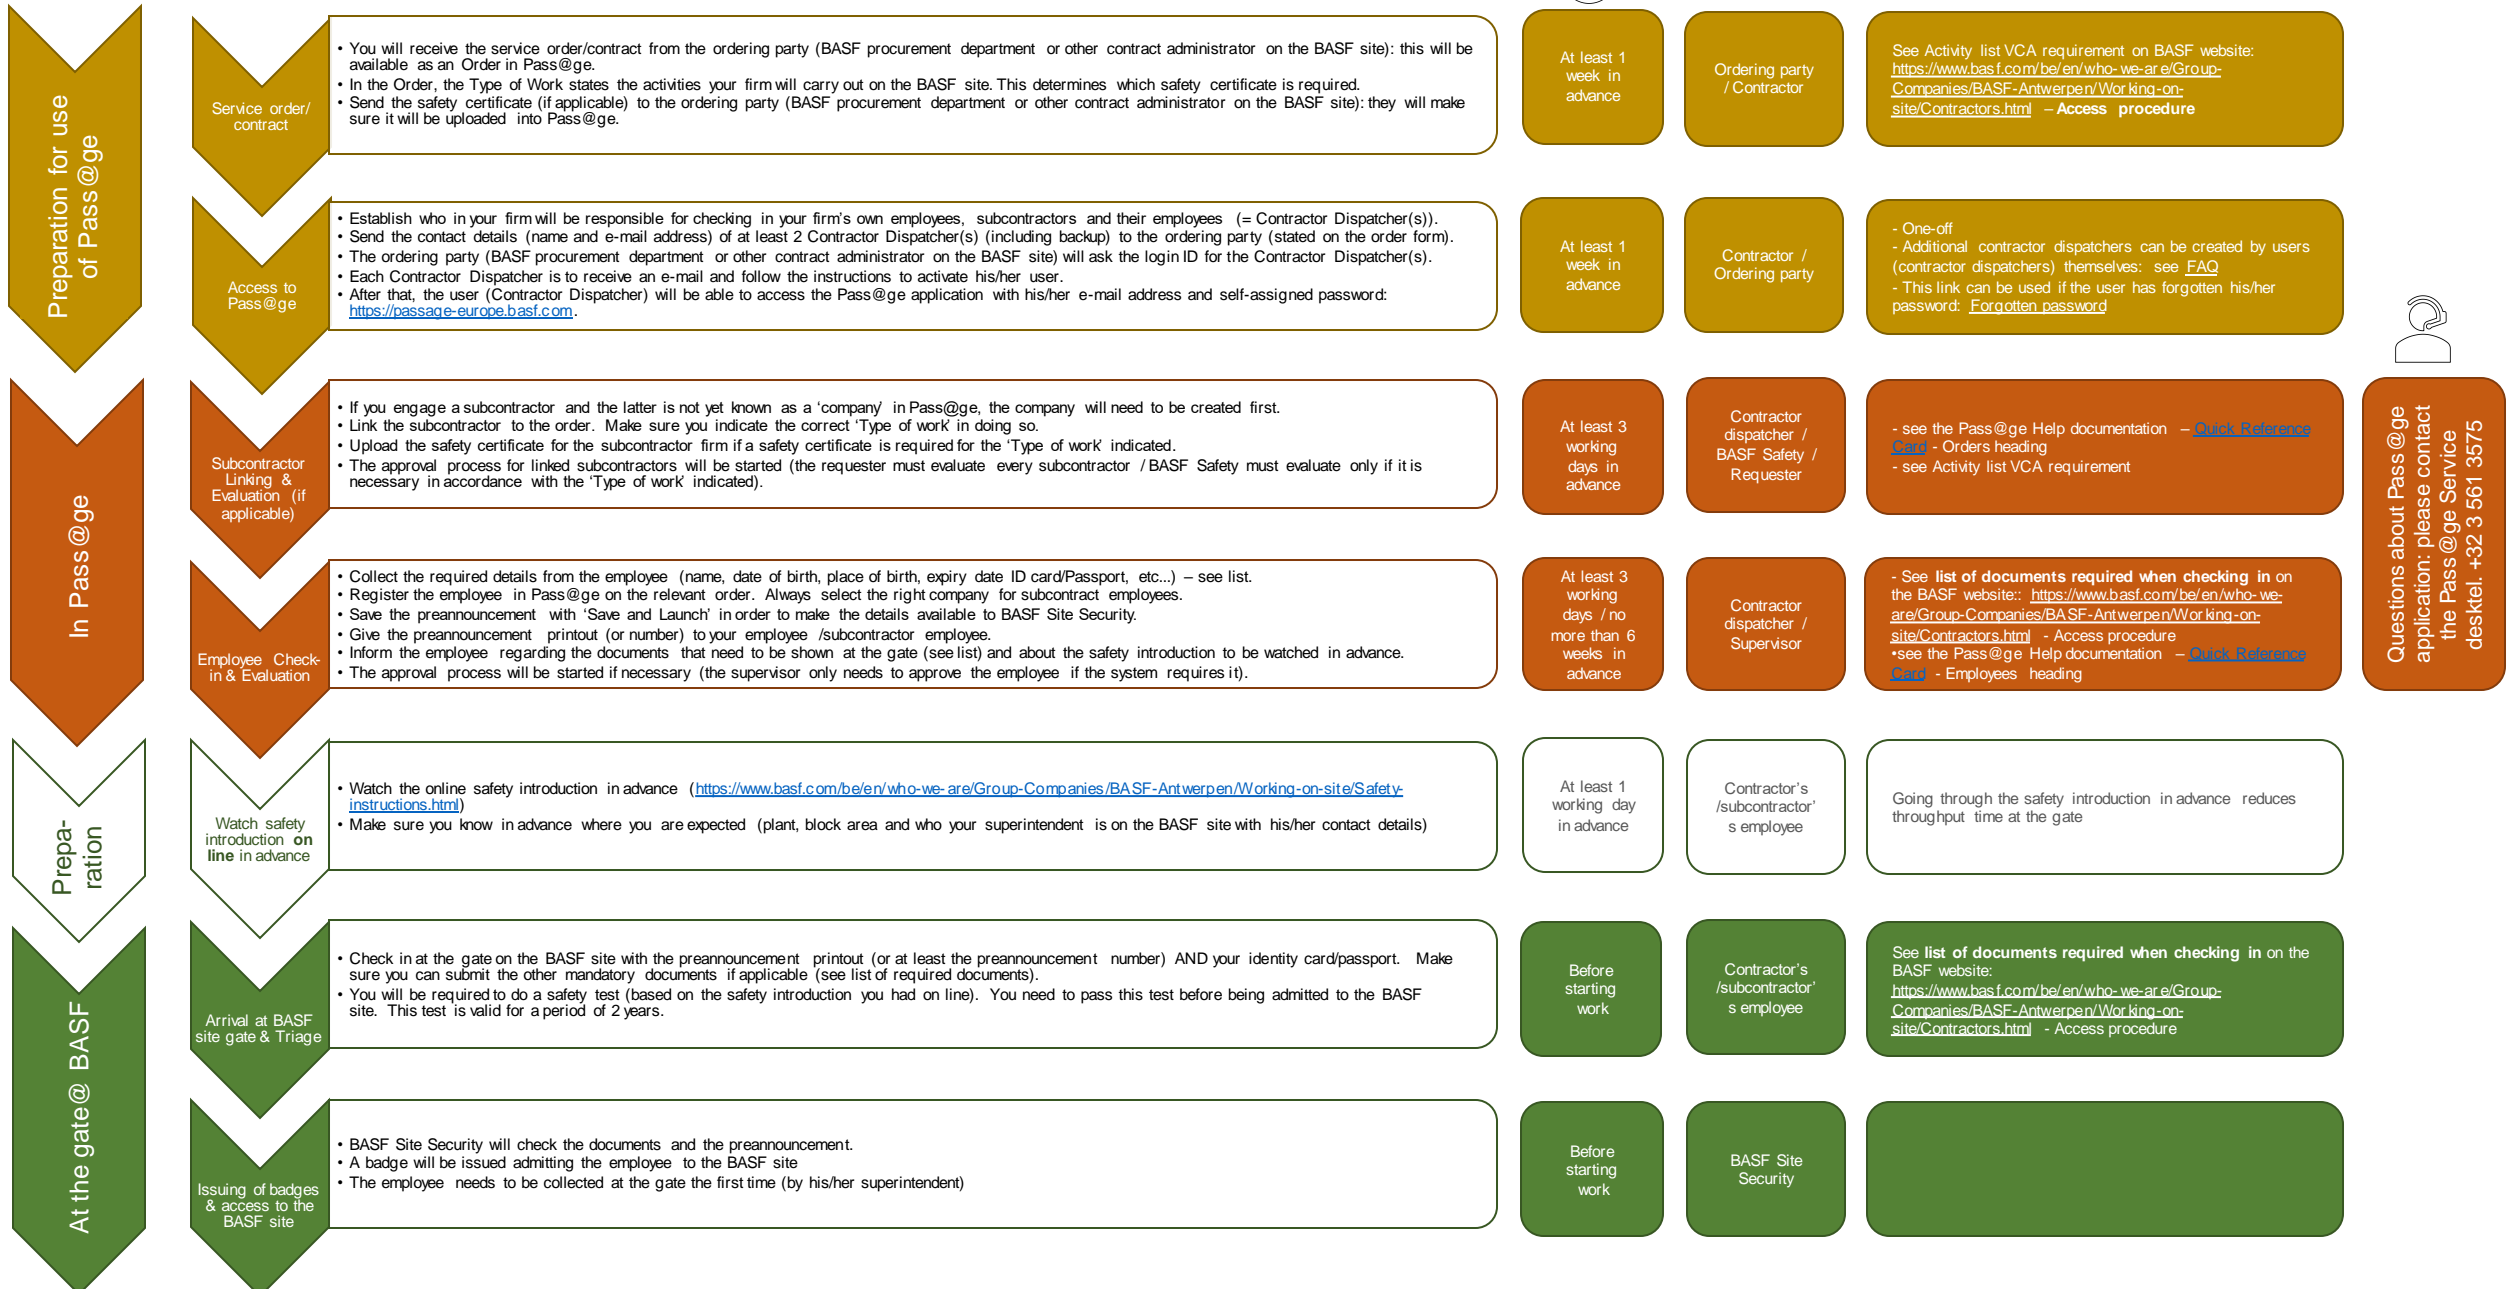 Preparation for use
of Pass@ge
Service order/
contract
• You will receive the service order/contract from the ordering party (BASF procurement department or other contract administrator on the BASF site): this will be
available as an Order in Pass@ge.
• In the Order, the Type of Work states the activities your firm will carry out on the BASF site. This determines which safety certificate is required.
• Send the safety certificate (if applicable) to the ordering party (BASF procurement department or other contract administrator on the BASF site): they will make
sure it will be uploaded into Pass@ge.
At least 1
week in
advance
Ordering party
/ Contractor
See Activity list VCA requirement on BASF website:
https://www.basf.com/be/en/who-we-are/Group-
Companies/BASF-Antwerpen/Working-on-
site/Contractors.html – Access procedure
Access to
Pass@ge
• Establish who in your firm will be responsible for checking in your firm's own employees, subcontractors and their employees (= Contractor Dispatcher(s)).
• Send the contact details (name and e-mail address) of at least 2 Contractor Dispatcher(s) (including backup) to the ordering party (stated on the order form).
• The ordering party (BASF procurement department or other contract administrator on the BASF site) will ask the login ID for the Contractor Dispatcher(s).
• Each Contractor Dispatcher is to receive an e-mail and follow the instructions to activate his/her user.
• After that, the user (Contractor Dispatcher) will be able to access the Pass@ge application with his/her e-mail address and self-assigned password:
https://passage-europe.basf.com.
At least 1
week in
advance
Contractor /
Ordering party
- One-off
- Additional contractor dispatchers can be created by users
(contractor dispatchers) themselves: see FAQ
- This link can be used if the user has forgotten his/her
password: Forgotten password
In Pass@ge
Subcontractor
Linking &
Evaluation (if
applicable)
• If you engage a subcontractor and the latter is not yet known as a 'company' in Pass@ge, the company will need to be created first.
• Link the subcontractor to the order. Make sure you indicate the correct 'Type of work' in doing so.
• Upload the safety certificate for the subcontractor firm if a safety certificate is required for the 'Type of work' indicated.
• The approval process for linked subcontractors will be started (the requester must evaluate every subcontractor / BASF Safety must evaluate only if it is
necessary in accordance with the 'Type of work' indicated).
At least 3
working
days in
advance
Contractor
dispatcher /
BASF Safety /
Requester
- see the Pass@ge Help documentation – Quick Reference
Card - Orders heading
- see Activity list VCA requirement
Employee Check-
in & Evaluation
• Collect the required details from the employee (name, date of birth, place of birth, expiry date ID card/Passport, etc...) – see list.
• Register the employee in Pass@ge on the relevant order. Always select the right company for subcontract employees.
• Save the preannouncement with 'Save and Launch' in order to make the details available to BASF Site Security.
• Give the preannouncement printout (or number) to your employee /subcontractor employee.
• Inform the employee regarding the documents that need to be shown at the gate (see list) and about the safety introduction to be watched in advance.
• The approval process will be started if necessary (the supervisor only needs to approve the employee if the system requires it).
At least 3
working
days / no
more than 6
weeks in
advance
Contractor
dispatcher /
Supervisor
- See list of documents required when checking in on
the BASF website:: https://www.basf.com/be/en/who-we-
are/Group-Companies/BASF-Antwerpen/Working-on-
site/Contractors.html - Access procedure
•see the Pass@ge Help documentation – Quick Reference
Card - Employees heading
Questions about Pass@ge
application: please contact
the Pass@ge Service
desktel. +32 3 561 3575
Prepa-
ration
Watch safety
introduction on
line in advance
• Watch the online safety introduction in advance (https://www.basf.com/be/en/who-we-are/Group-Companies/BASF-Antwerpen/Working-on-site/Safety-
instructions.html)
• Make sure you know in advance where you are expected (plant, block area and who your superintendent is on the BASF site with his/her contact details)
At least 1
working day
in advance
Contractor's
/subcontractor'
s employee
Going through the safety introduction in advance reduces
throughput time at the gate
At the gate@ BASF
Arrival at BASF
site gate & Triage
• Check in at the gate on the BASF site with the preannouncement printout (or at least the preannouncement number) AND your identity card/passport. Make
sure you can submit the other mandatory documents if applicable (see list of required documents).
• You will be required to do a safety test (based on the safety introduction you had on line). You need to pass this test before being admitted to the BASF
site. This test is valid for a period of 2 years.
Before
starting
work
Contractor's
/subcontractor'
s employee
See list of documents required when checking in on the
BASF website:
https://www.basf.com/be/en/who-we-are/Group-
Companies/BASF-Antwerpen/Working-on-
site/Contractors.html - Access procedure
Issuing of badges
& access to the
BASF site
• BASF Site Security will check the documents and the preannouncement.
• A badge will be issued admitting the employee to the BASF site
• The employee needs to be collected at the gate the first time (by his/her superintendent)
Before
starting
work
BASF Site
Security